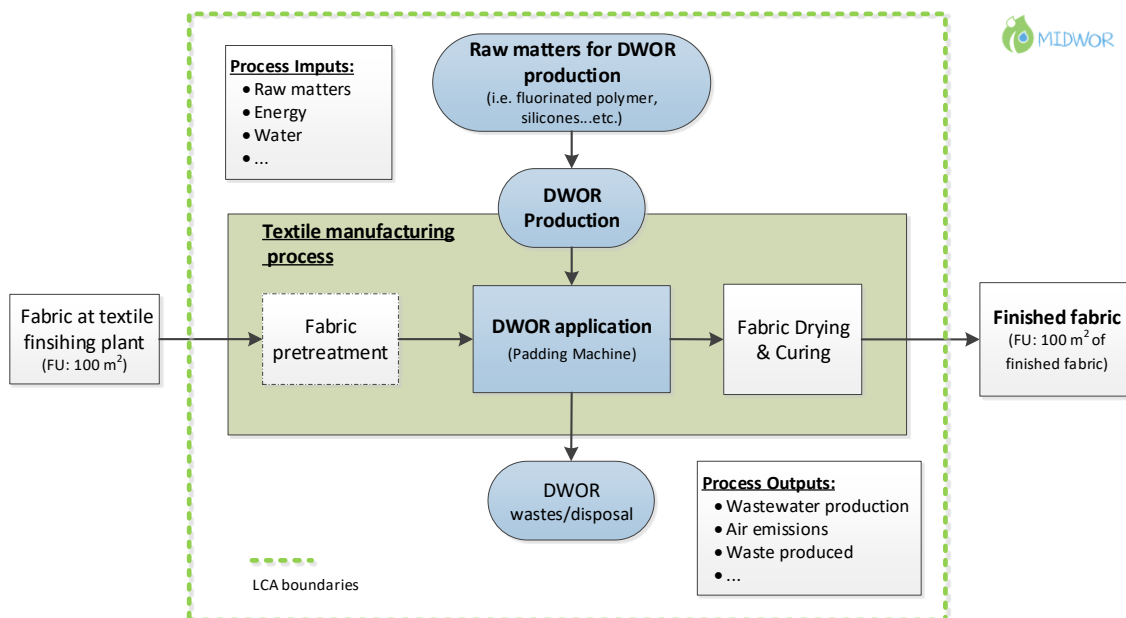 MIDWOR
Process Imputs:
• Raw matters
• Energy
• Water
• ...
Raw matters for DWOR
production
(i.e. fluorinated polymer,
silicones...etc.)
DWOR
Production
Textile manufacturing
process
Fabric at textile
finsihing plant
(FU: 100 m²)
Fabric
pretreatment
DWOR application
(Padding Machine)
Fabric Drying
& Curing
Finished fabric
(FU: 100 m² of
finished fabric)
DWOR
wastes/disposal
Process Outputs:
• Wastewater production
• Air emissions
• Waste produced
• ...
LCA boundaries